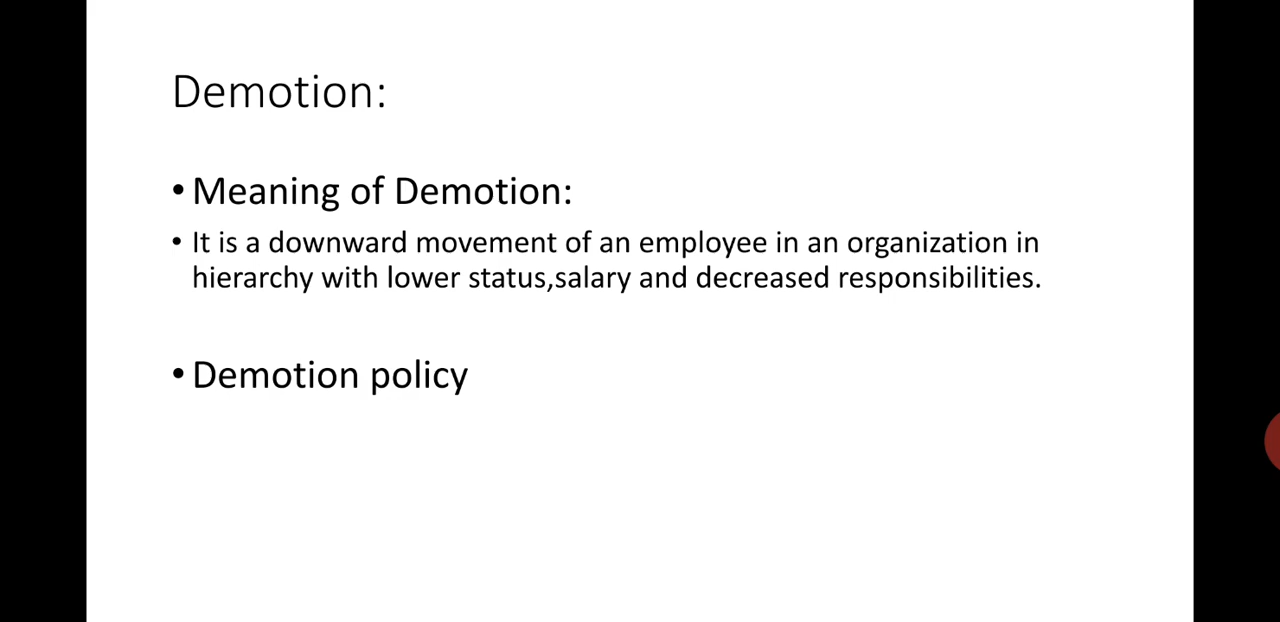 Demotion:
• Meaning of Demotion:
• It is a downward movement of an employee in an organization in
hierarchy with lower status,salary and decreased responsibilities.
• Demotion policy